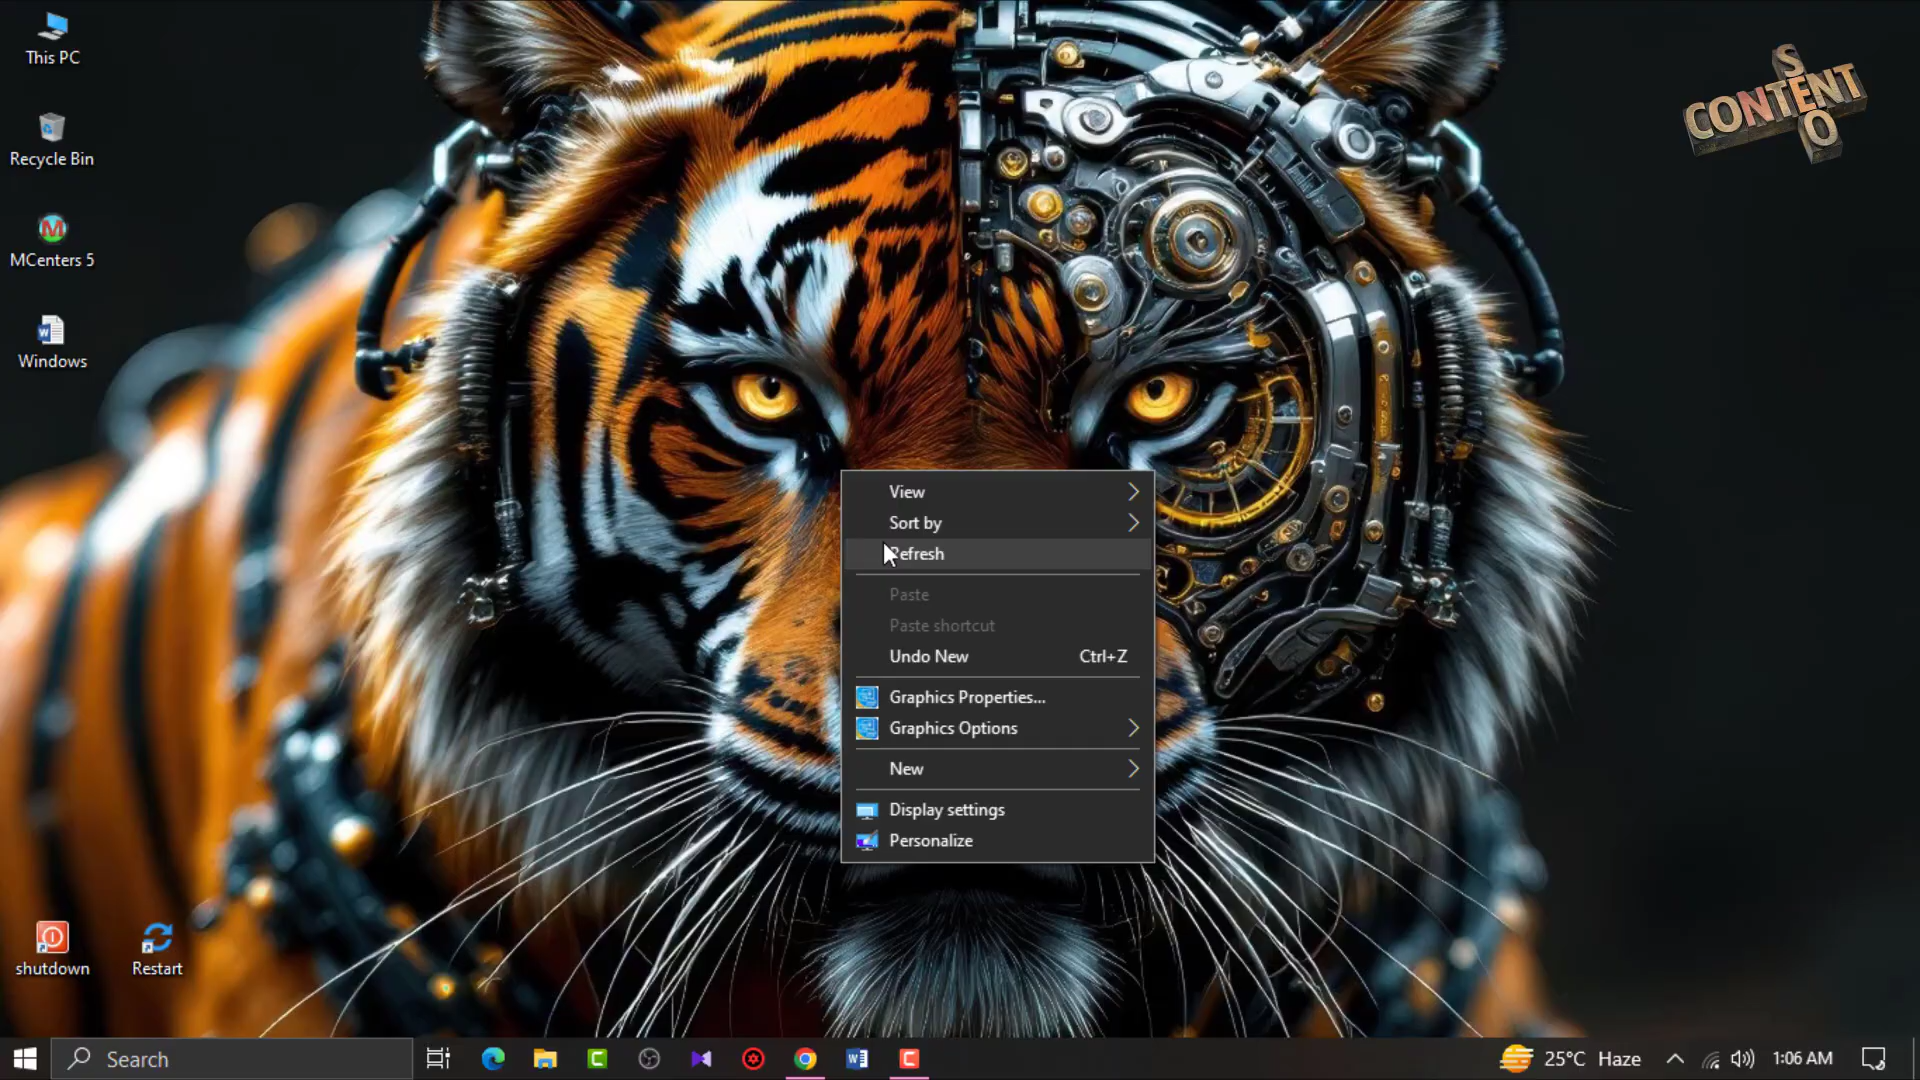 This PC
Recycle Bin
MCenters 5
Windows
shutdown
Restart
CONTENT
SEO
View
Sort by
Refresh
Paste
Paste shortcut
Undo New Ctrl+Z
Graphics Properties...
Graphics Options
New
Display settings
Personalize
Search
25°C Haze
1:06 AM